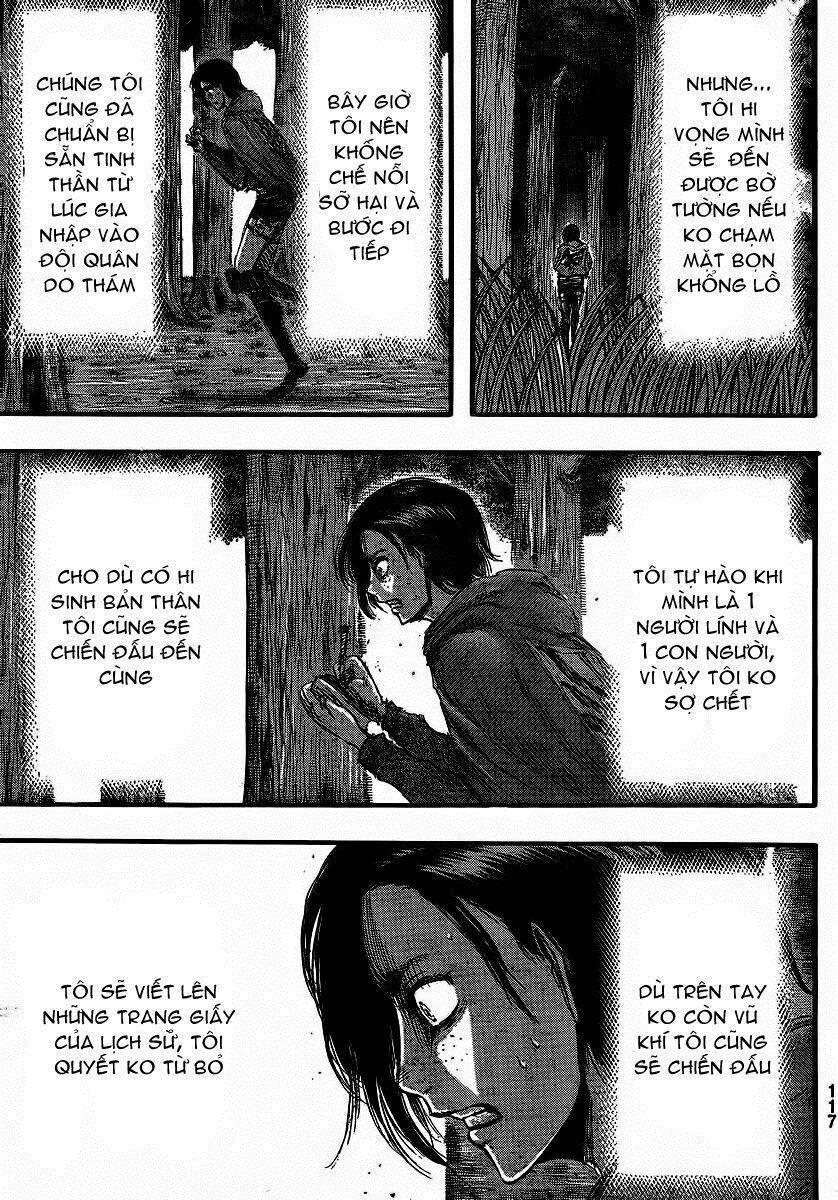 NHƯNG...
TÔI HI
VỌNG MÌNH
SẼ ĐẾN
ĐƯỢC BỜ
TƯỜNG NẾU
KO CHẠM
MẶT BỌN
KHỔNG LỒ
BÂY GIỜ
TÔI NÊN
KHỐNG
CHẾ NỖI
SỠ HẠI VÀ
BƯỚC ĐI
TIẾP
CHÚNG TÔI
CŨNG ĐÃ
CHUẨN BỊ
SẴN TINH
THẦN TỪ
LÚC GIA
NHẬP VÀO
ĐỘI QUÂN
DO THÁM
TÔI TỰ HÀO KHI
MÌNH LÀ 1
NGƯỜI LÍNH VÀ
1 CON NGƯỜI,
VÌ VẬY TÔI KO
SỢ CHẾT
CHO DÙ CÓ HI
SINH BẢN THÂN
TÔI CŨNG SẼ
CHIẾN ĐẤU ĐẾN
CÙNG
DÙ TRÊN TAY
KO CÒN VŨ
KHÍ TÔI CŨNG
SẼ CHIẾN ĐẤU
TÔI SẼ VIẾT LÊN
NHỮNG TRANG GIẤY
CỦA LỊCH SỬ, TÔI
QUYẾT KO TỪ BỎ
117